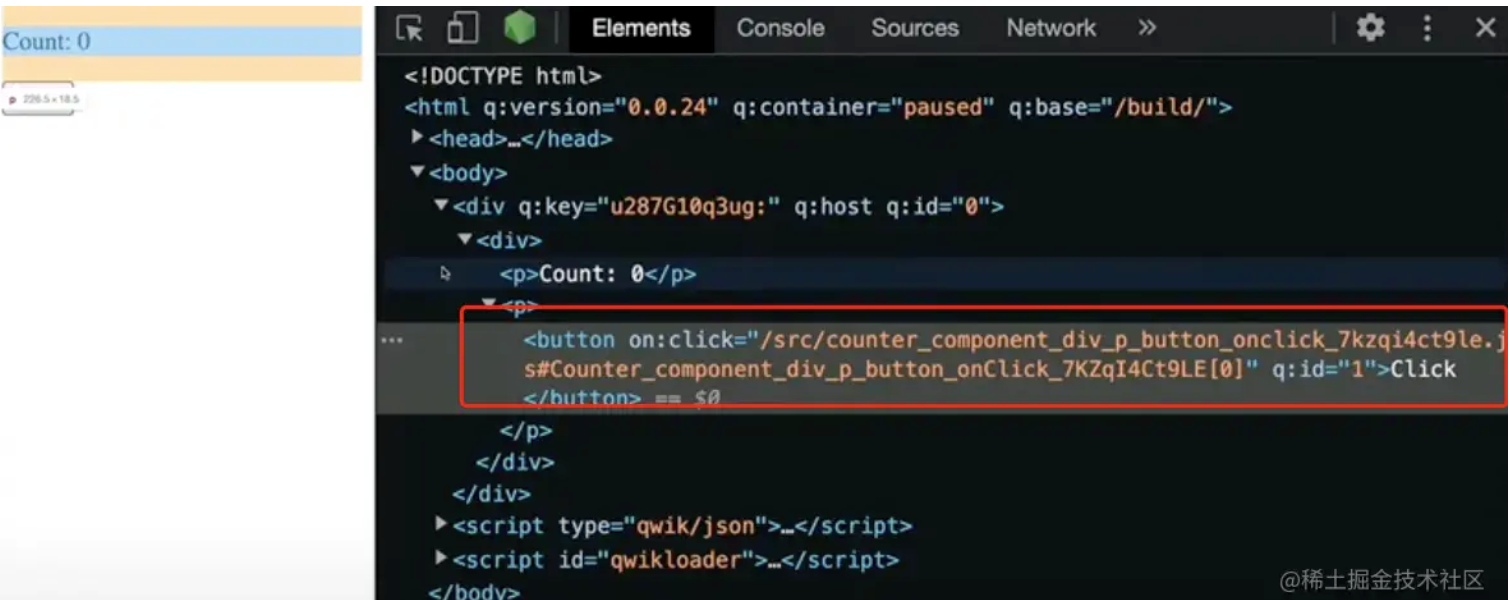 Count: 0
p 226.5×18.5
Elements Console Sources Network »
<!DOCTYPE html>
<html q:version="0.0.24" q:container="paused" q:base="/build/">
▶<head>…</head>
▼<body>
▼<div q:key="u287G10q3ug:" q:host q:id="0">
▼<div>
<p>Count: 0</p>
▼<p>
<button on:click="/src/counter_component_div_p_button_onclick_7kzqi4ct9le.j
s#Counter_component_div_p_button_onClick_7KZqI4Ct9LE[0]" q:id="1">Click
</button> == $0
</p>
</div>
</div>
▶<script type="qwik/json">…</script>
▶<script id="qwikloader">…</script>
</body>
@稀土掘金技术社区